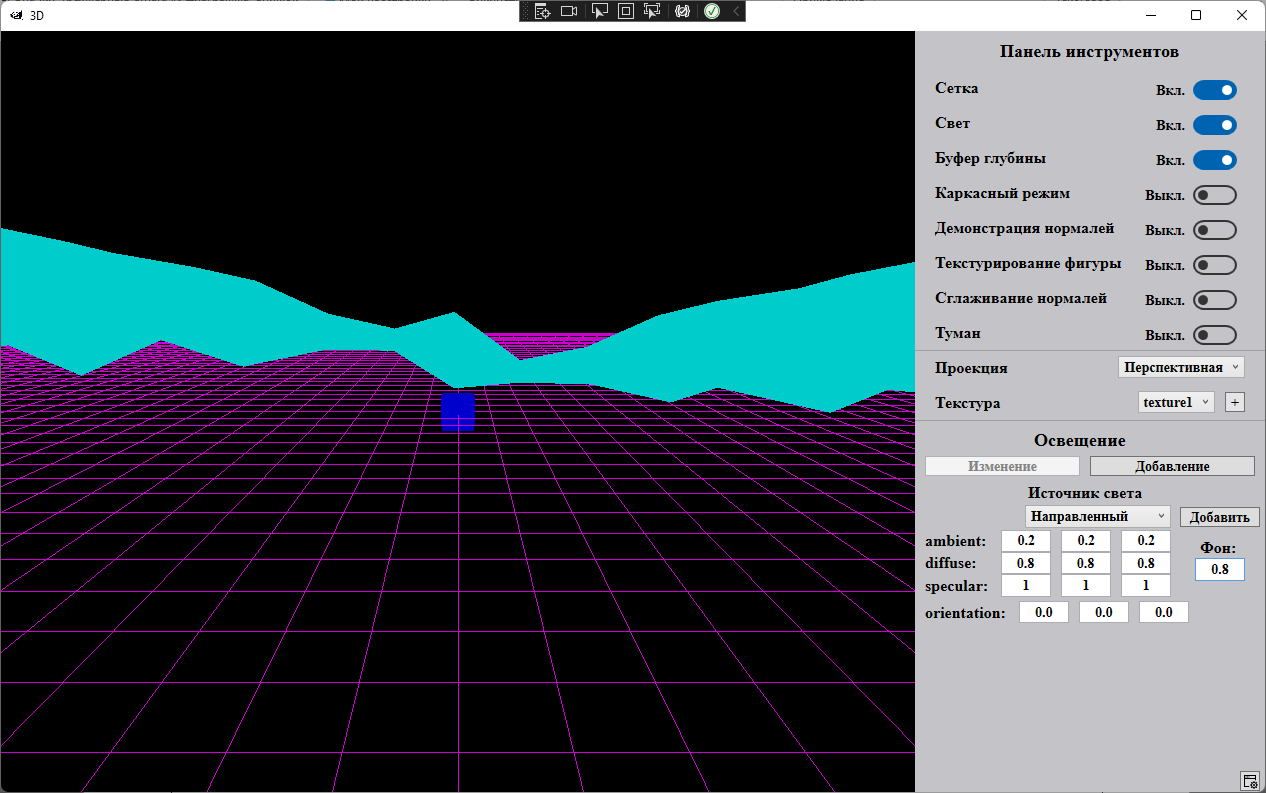 3D
Панель инструментов
Сетка Вкл.
Свет Вкл.
Буфер глубины Вкл.
Каркасный режим Выкл.
Демонстрация нормалей Выкл.
Текстурирование фигуры Выкл.
Сглаживание нормалей Выкл.
Туман Выкл.
Проекция Перспективная
Текстура texture1 +
Освещение
Изменение Добавление
Источник света
Направленный Добавить
ambient: 0.2 0.2 0.2
Фон:
diffuse: 0.8 0.8 0.8 0.8
specular: 1 1 1
orientation: 0.0 0.0 0.0